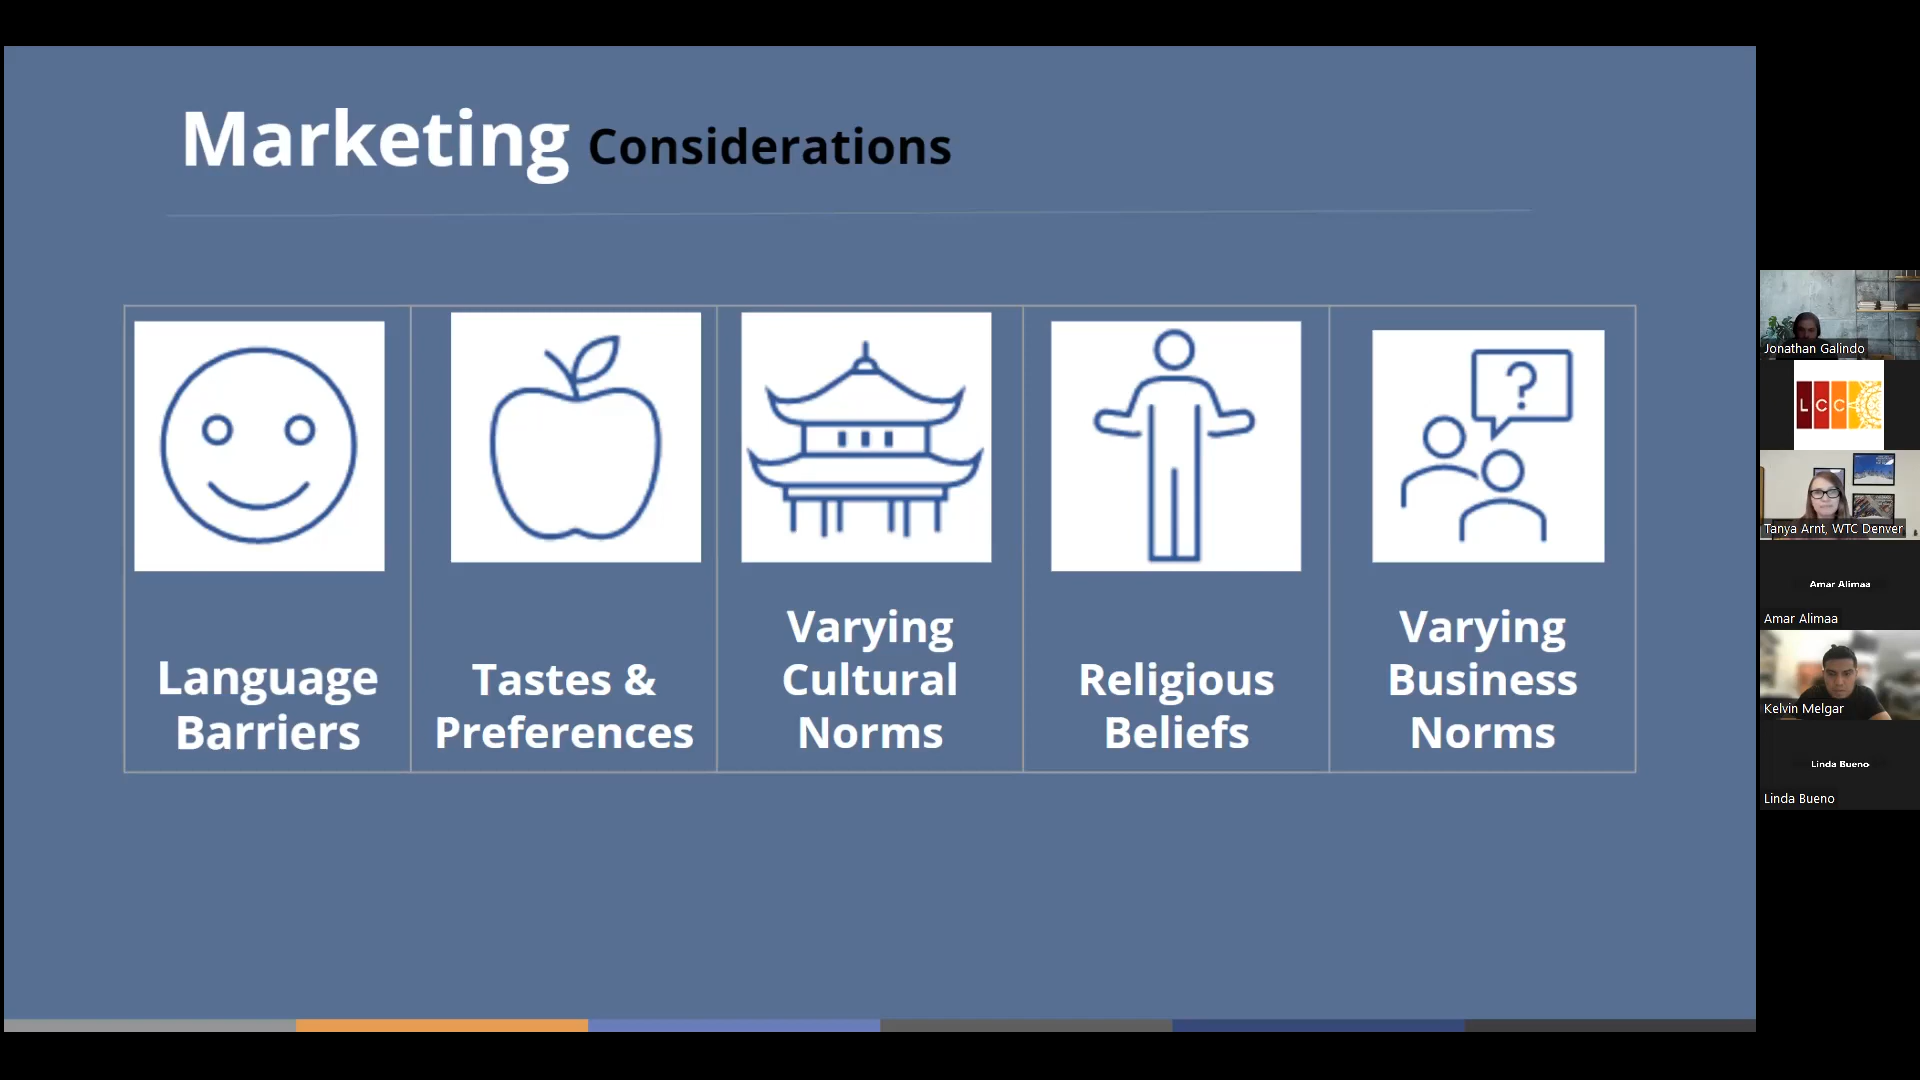 Marketing Considerations
Language
Barriers
Tastes &
Preferences
Varying
Cultural
Norms
Religious
Beliefs
?
Varying
Business
Norms
Jonathan Galindo
LCC
Tanya Arnt, WTC Denver
Amar Alimaa
Amar Alimaa
Kelvin Melgar
Linda Bueno
Linda Bueno